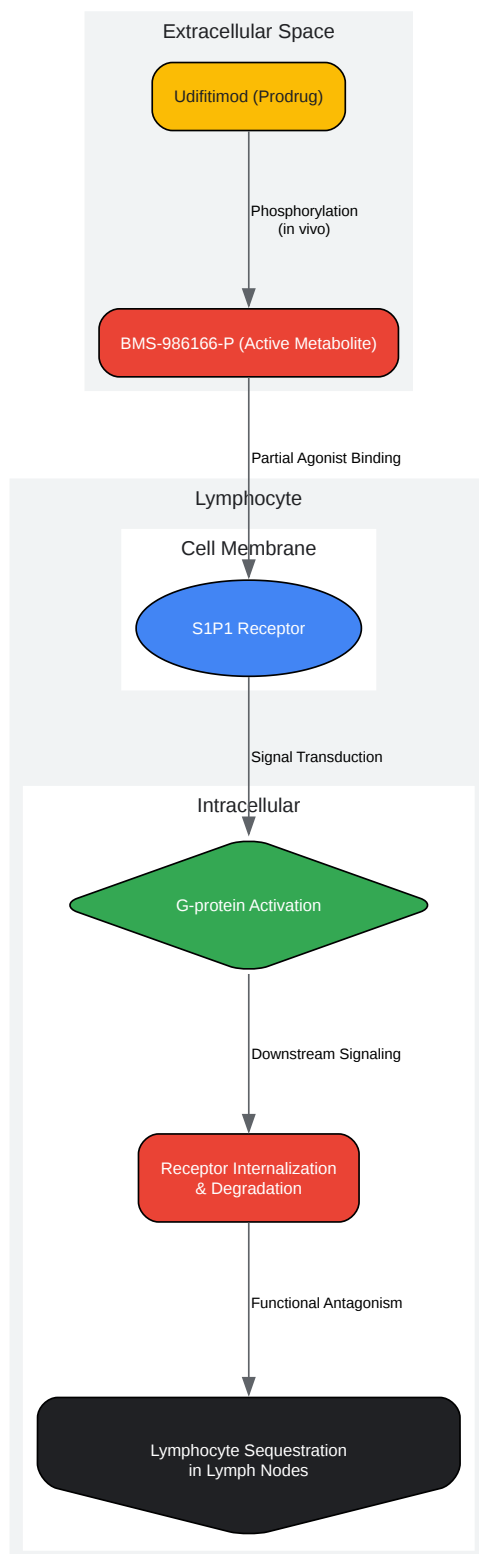 Extracellular Space
Udifitimod (Prodrug)
Phosphorylation
(in vivo)
BMS-986166-P (Active Metabolite)
Partial Agonist Binding
Lymphocyte
Cell Membrane
S1P1 Receptor
Signal Transduction
Intracellular
G-protein Activation
Downstream Signaling
Receptor Internalization
& Degradation
Functional Antagonism
Lymphocyte Sequestration
in Lymph Nodes